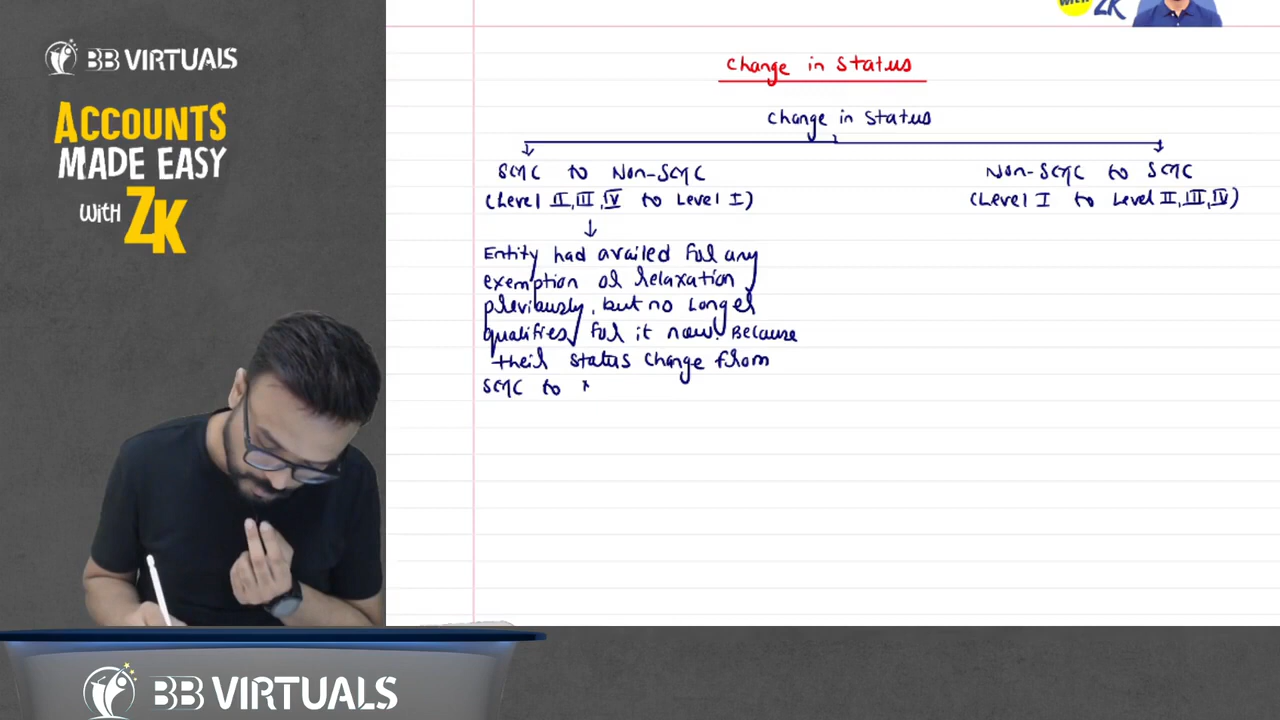 BB VIRTUALS
ACCOUNTS
MADE EASY
WITH ZK
WITH ZK
Change in Status
Change in Status
SMC to Non-SMC
(Level II, III, IV to Level I)
Non-SMC to SMC
(Level I to Level II, III, IV)
Entity had availed for any
exemption or relaxation
previously, but no longer
qualifies for it now. Because
their status change from
SMC to
BB VIRTUALS